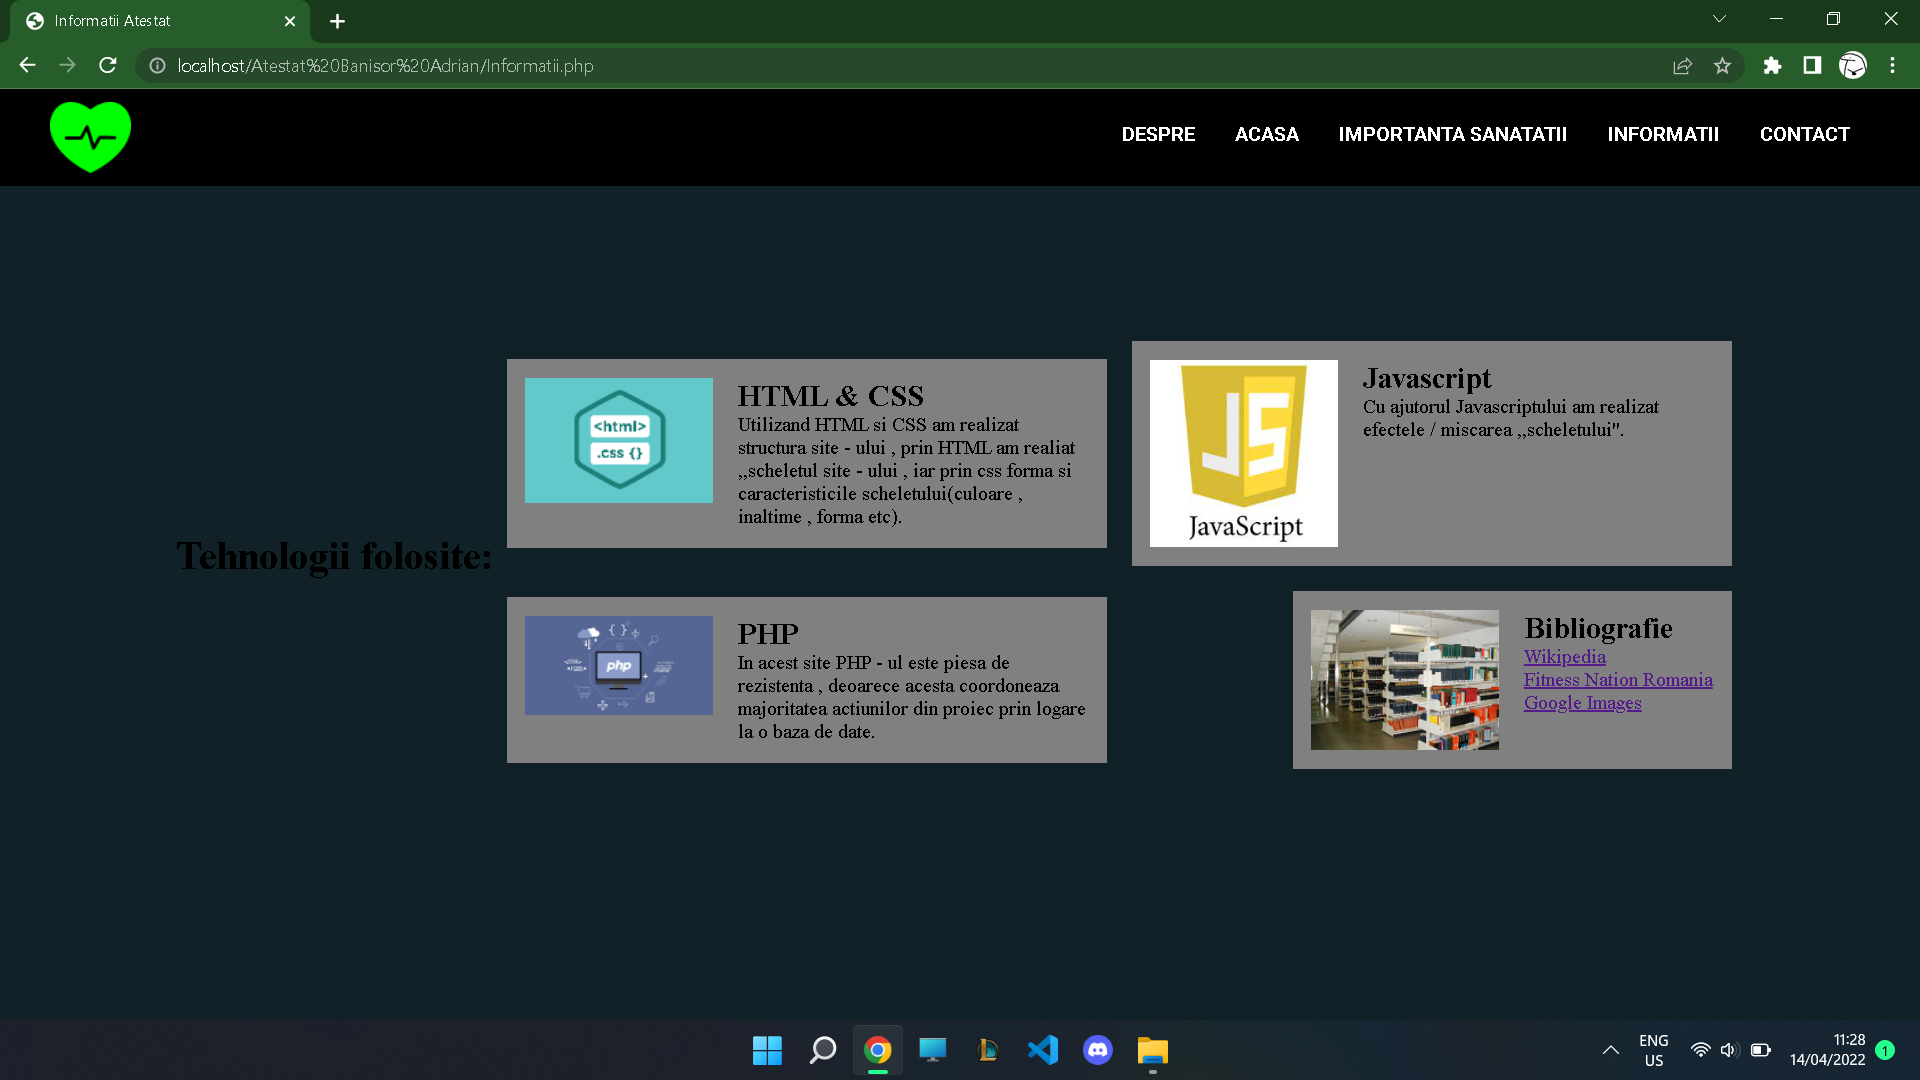 Informatii Atestat
localhost/Atestat%20Banisor%20Adrian/Informatii.php
DESPRE
ACASA
IMPORTANTA SANATATII
INFORMATII
CONTACT
Tehnologii folosite:
<html>
.css {}
HTML & CSS
Utilizand HTML si CSS am realizat
structura site - ului , prin HTML am realiat
,,scheletul site - ului , iar prin css forma si
caracteristicile scheletului(culoare ,
inaltime , forma etc).
JS
JavaScript
Javascript
Cu ajutorul Javascriptului am realizat
efectele / miscarea ,,scheletului".
{ }
php
PHP
In acest site PHP - ul este piesa de
rezistenta , deoarece acesta coordoneaza
majoritatea actiunilor din proiec prin logare
la o baza de date.
Bibliografie
Wikipedia
Fitness Nation Romania
Google Images
ENG
US
11:28
14/04/2022
1